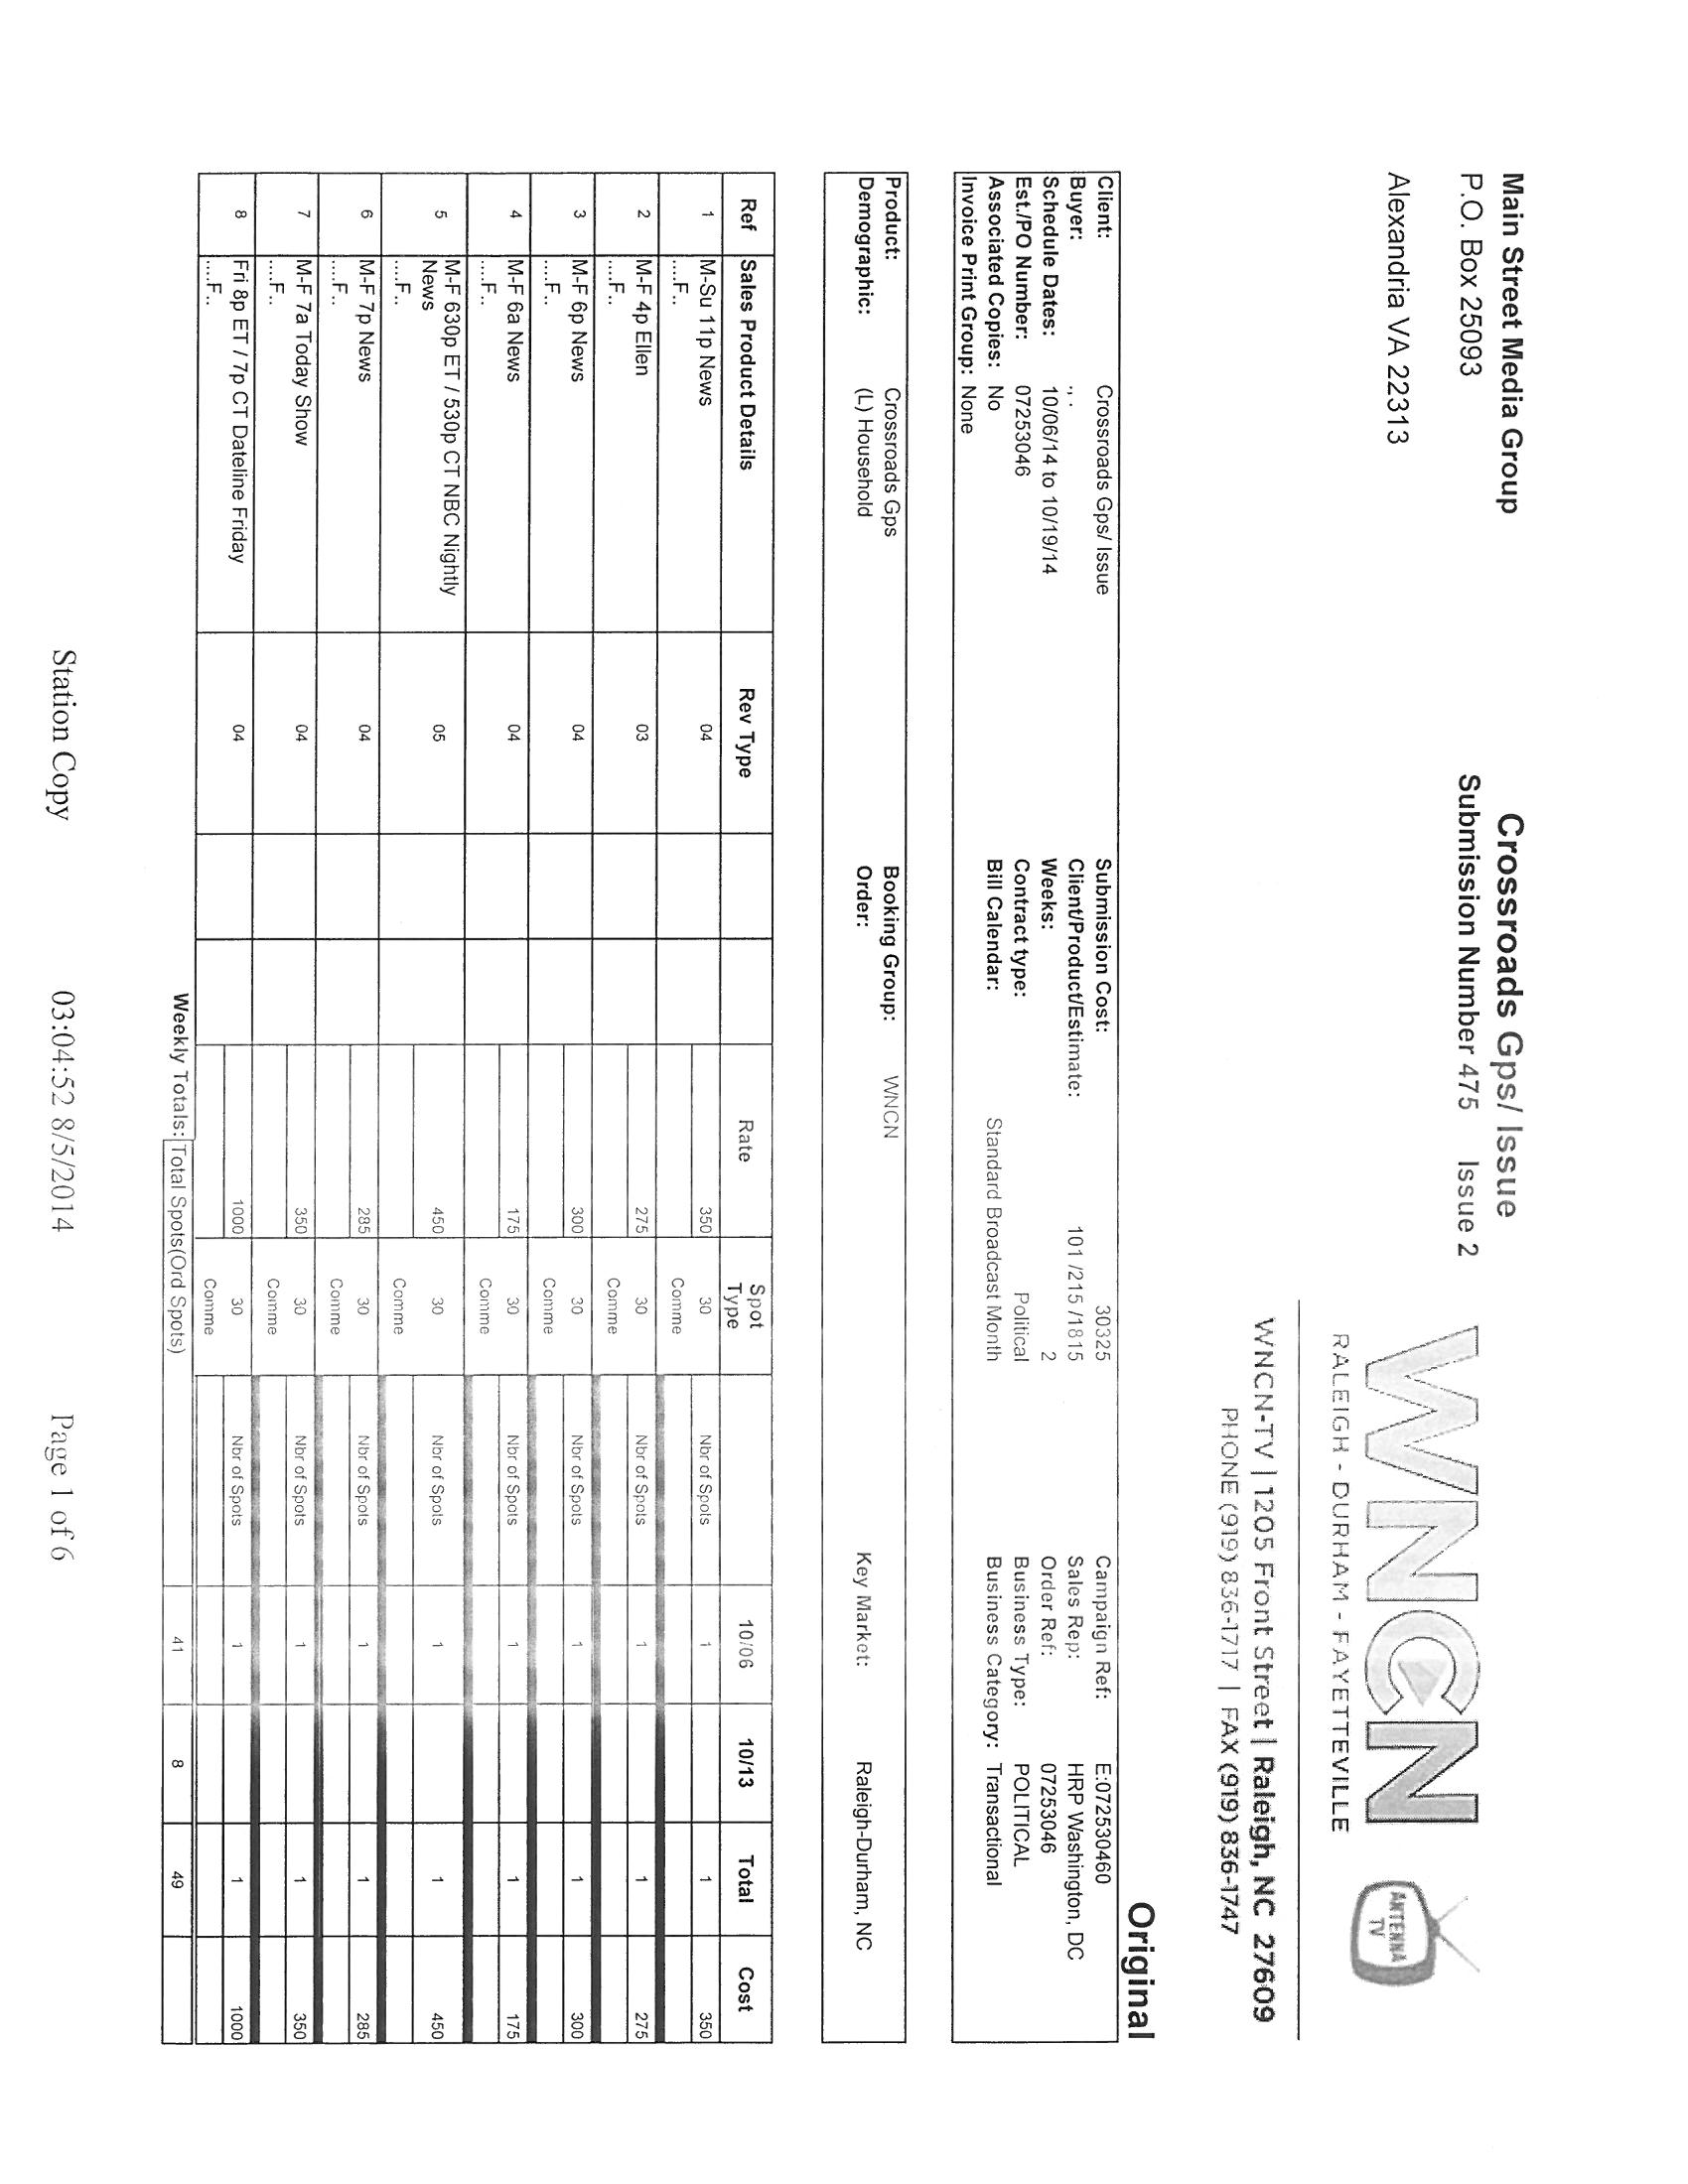 Main Street Media Group
P.O. Box 25093
Alexandria VA 22313
Crossroads Gps/ Issue
Submission Number 475 Issue 2
WNCN
RALEIGH - DURHAM - FAYETTEVILLE
ANTENNA
TV
WNCN-TV | 1205 Front Street | Raleigh, NC 27609
PHONE (919) 836-1717 | FAX (919) 836-1747
Original
Client: Crossroads Gps/ Issue Submission Cost: 30325 Campaign Ref: E:072530460
Buyer: ., . Client/Product/Estimate: 101 /215 /1815 Sales Rep: HRP Washington, DC
Schedule Dates: 10/06/14 to 10/19/14 Weeks: 2 Order Ref: 07253046
Est./PO Number: 07253046 Contract type: Political Business Type: POLITICAL
Associated Copies: No Bill Calendar: Standard Broadcast Month Business Category: Transactional
Invoice Print Group: None
Product: Crossroads Gps Booking Group: WNCN
Demographic: (L) Household Order: Key Market: Raleigh-Durham, NC
Ref Sales Product Details Rev Type Rate Spot Type 10/06 10/13 Total Cost
1 M-Su 11p News 04 350 30 Nbr of Spots 1 1 350
....F.. Comme
2 M-F 4p Ellen 03 275 30 Nbr of Spots 1 1 275
....F.. Comme
3 M-F 6p News 04 300 30 Nbr of Spots 1 1 300
....F.. Comme
4 M-F 6a News 04 175 30 Nbr of Spots 1 1 175
....F.. Comme
5 M-F 630p ET / 530p CT NBC Nightly 05 450 30 Nbr of Spots 1 1 450
News
....F.. Comme
6 M-F 7p News 04 285 30 Nbr of Spots 1 1 285
....F.. Comme
7 M-F 7a Today Show 04 350 30 Nbr of Spots 1 1 350
....F.. Comme
8 Fri 8p ET / 7p CT Dateline Friday 04 1000 30 Nbr of Spots 1 1 1000
....F.. Comme
Weekly Totals: Total Spots(Ord Spots) 41 8 49
Station Copy 03:04:52 8/5/2014 Page 1 of 6